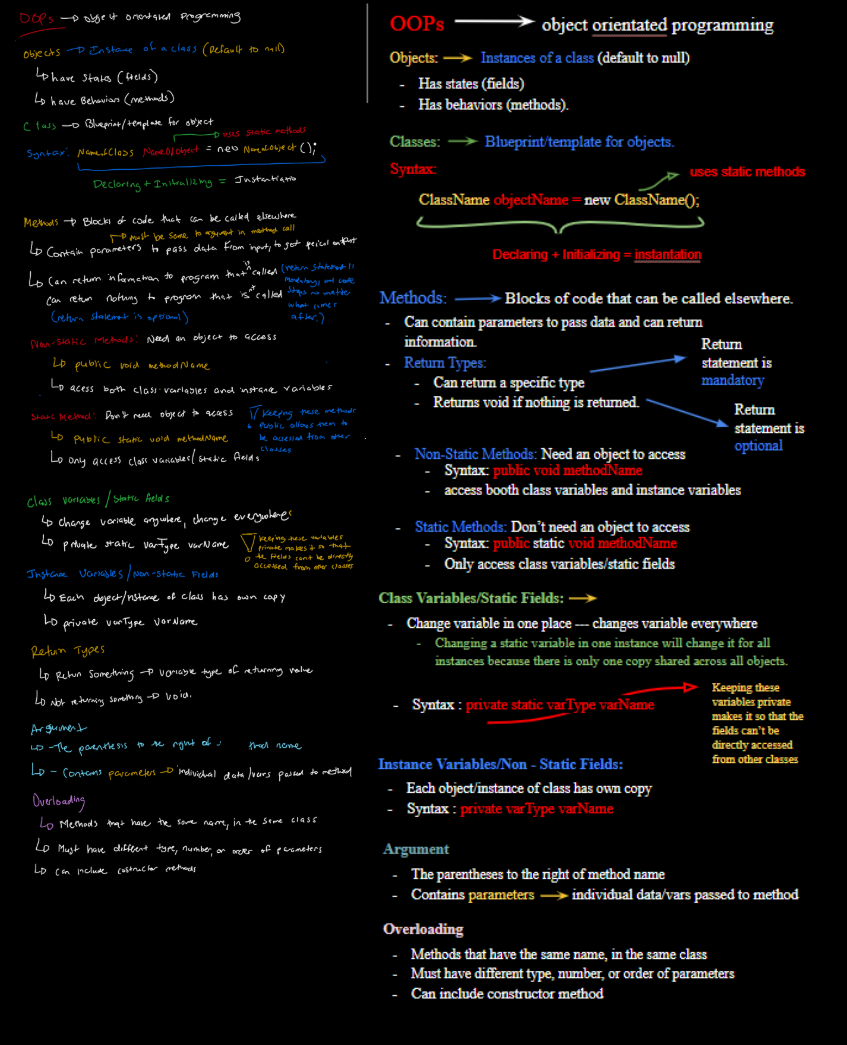 OOPs → object orientated programming
Objects → Instance of a class (Default to null)
↳ have States (fields)
↳ have Behaviors (methods)
Class → Blueprint/template for object
→ uses static methods
Syntax: NameofClass NameOfObject = new NameofObject ();
Declaring + Initializing =
Methods → Blocks of code that can be called elsewhere
→ must be same to argument in method call
↳ Contain parameters to pass data from input, to get output
↳ Can return information to program that is called (return statement is mandatory, and code stops no matter what comes after.)
can return nothing to program that is called
(return statement is optional)
Non-Static Methods: Need an object to access
↳ public void methodName
↳ acess both class variables and instance variables
Static Method: Don't need object to access
↳ public static void methodName
↳ only access class variables/static fields
Keeping these methods
Public allows them to
be accessed from other
classes
Class Variables / Static Fields
↳ change variable anywhere, change everywhere
↳ private static varType varName
Keeping these variables
private makes it so that
the fields can't be directly
accessed from other classes
Instance Variables / Non-Static Fields
↳ Each object/instance of class has own copy
↳ private varType varName
Return Types
↳ Return Something → variable type of returning value
↳ Not returning something → void.
Argument
↳ - The parenthesis to the right of : name
↳ - Contains parameters → individual data/vars passed to method
Overloading
↳ Methods that have the same name, in the same class
↳ Must have different type, number, or order of parameters
↳ can include methods
OOPs → object orientated programming
Objects: → Instances of a class (default to null)
- Has states (fields)
- Has behaviors (methods).
Classes: → Blueprint/template for objects.
Syntax:
uses static methods
ClassName objectName = new ClassName();
Declaring + Initializing = instantation
Methods: → Blocks of code that can be called elsewhere.
- Can contain parameters to pass data and can return
information.
- Return Types:
- Can return a specific type
- Returns void if nothing is returned.
Return
statement is
mandatory
Return
statement is
optional
- Non-Static Methods: Need an object to access
- Syntax: public void methodName
- access booth class variables and instance variables
- Static Methods: Don't need an object to access
- Syntax: public static void methodName
- Only access class variables/static fields
Class Variables/Static Fields: →
- Change variable in one place --- changes variable everywhere
- Changing a static variable in one instance will change it for all
instances because there is only one copy shared across all objects.
- Syntax : private static varType varName
Keeping these
variables private
makes it so that the
fields can't be
directly accessed
from other classes
Instance Variables/Non - Static Fields:
- Each object/instance of class has own copy
- Syntax : private varType varName
Argument
- The parentheses to the right of method name
- Contains parameters → individual data/vars passed to method
Overloading
- Methods that have the same name, in the same class
- Must have different type, number, or order of parameters
- Can include constructor method